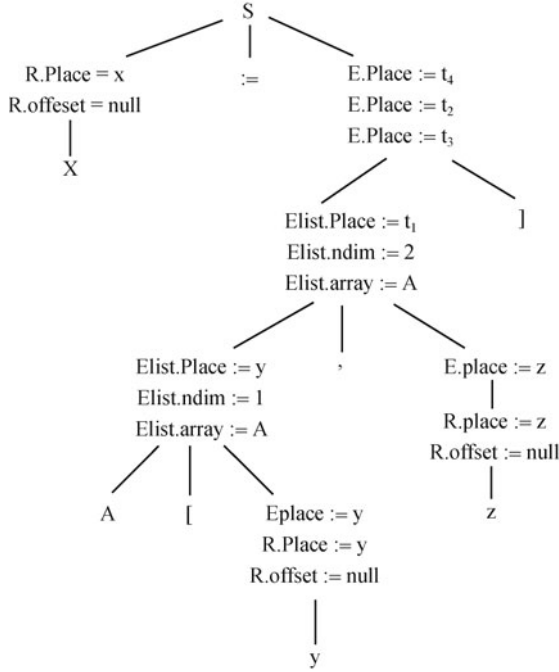 S
R.Place = x
R.offeset = null
X
:=
E.Place := t₄
E.Place := t₂
E.Place := t₃
Elist.Place := t₁
Elist.ndim := 2
Elist.array := A
]
Elist.Place := y
Elist.ndim := 1
Elist.array := A
,
E.place := z
R.place := z
R.offset := null
z
A
[
Eplace := y
R.Place := y
R.offset := null
y